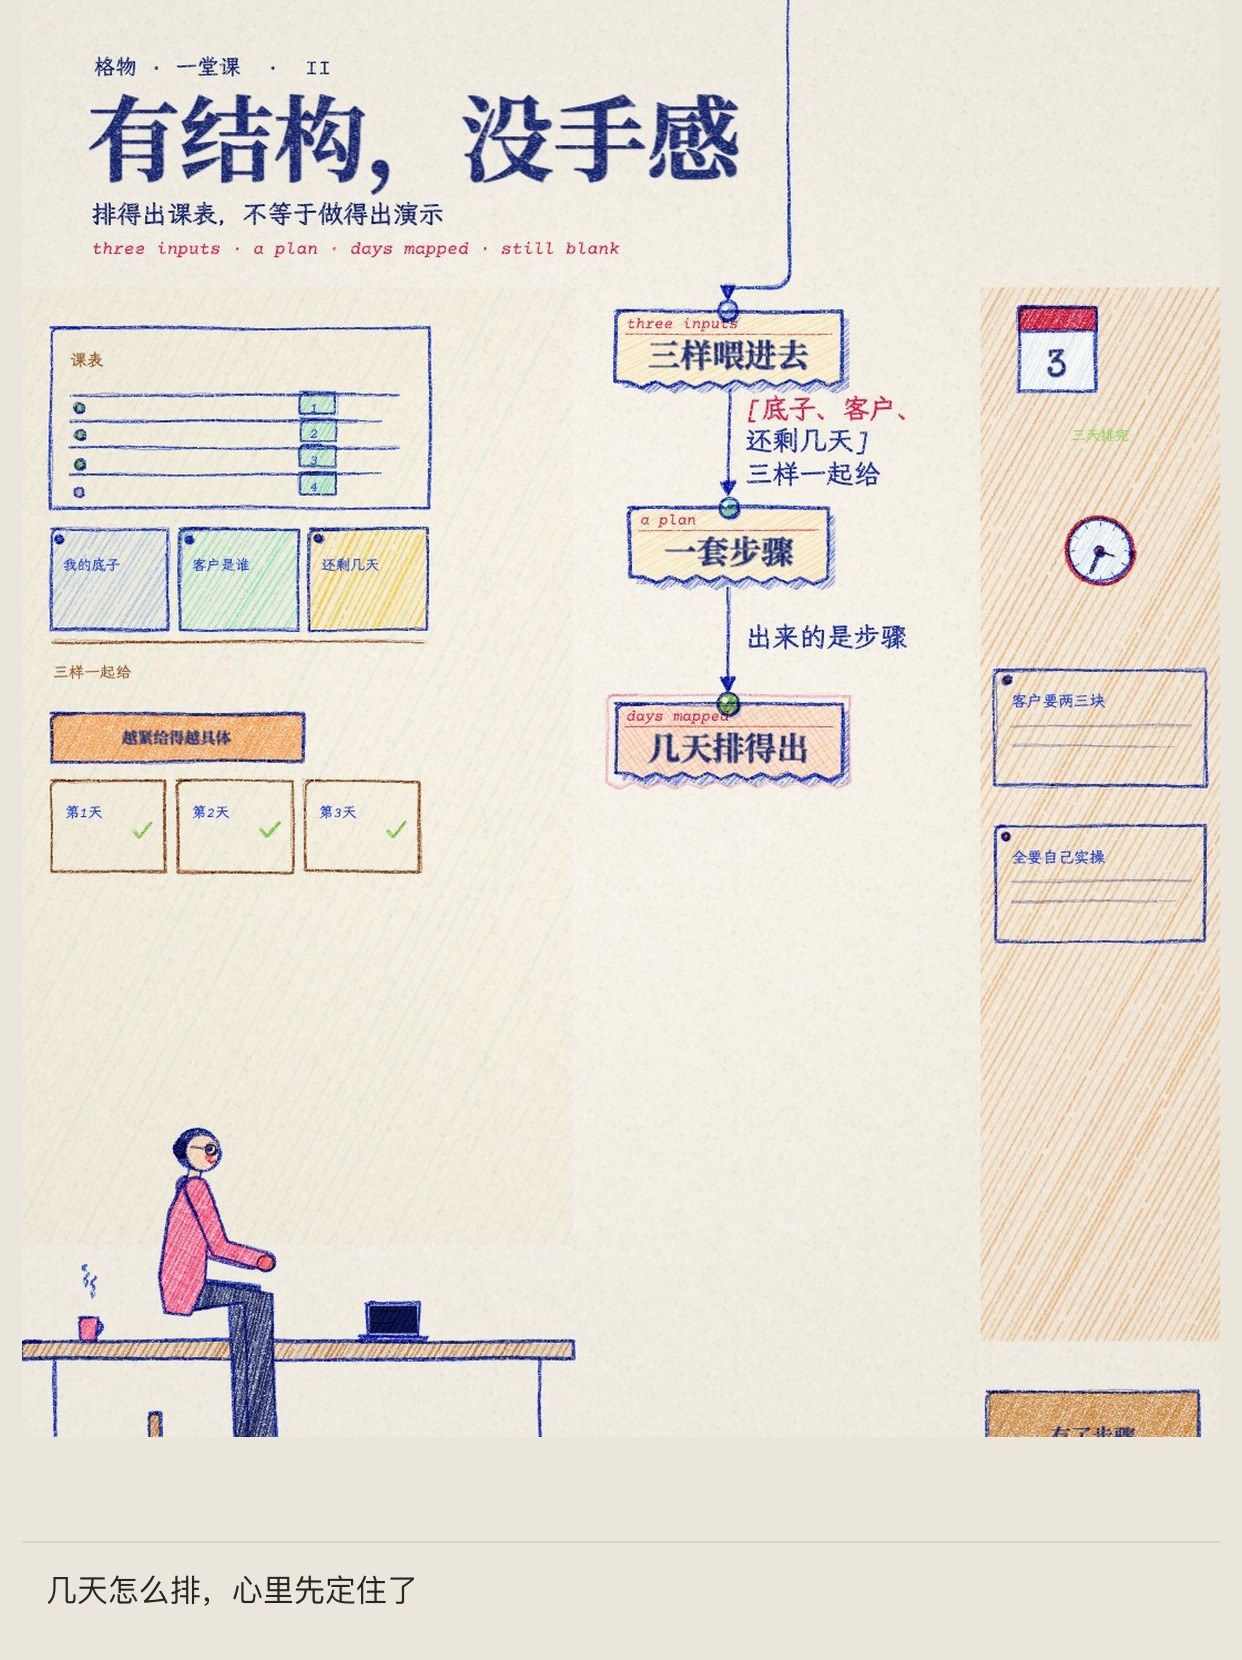 格物 · 一堂课 · II
有结构，没手感
排得出课表，不等于做得出演示
three inputs · a plan · days mapped · still blank
课表
1
2
3
4
我的底子
客户是谁
还剩几天
三样一起给
越紧给得越具体
第1天
第2天
第3天
three inputs
三样喂进去
[底子、客户、
还剩几天]
三样一起给
a plan
一套步骤
出来的是步骤
days mapped
几天排得出
3
三天排完
客户要两三块
全要自己实操
有了步骤
几天怎么排，心里先定住了